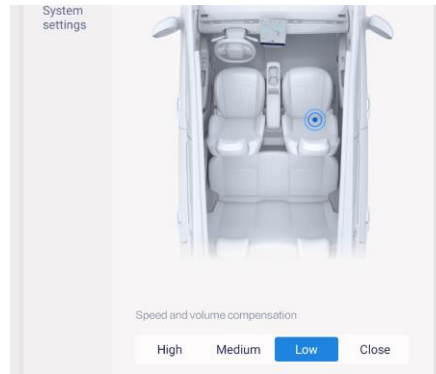 System
settings
Speed and volume compensation
High Medium Low Close